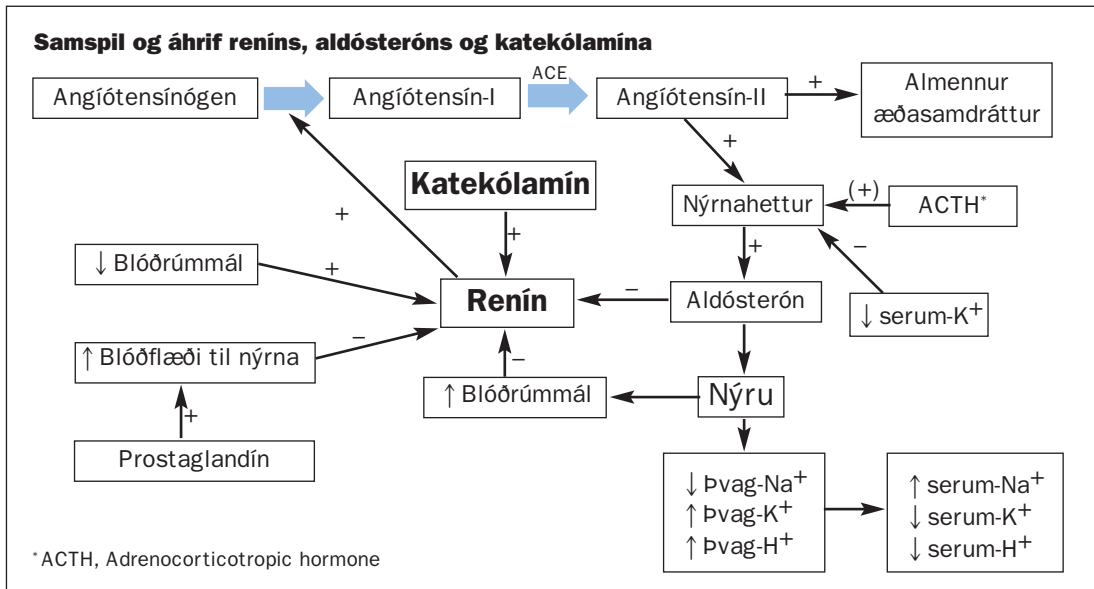 Samspil og áhrif reníns, aldósteróns og katekólamína
ACE
Angíótensínógen
Angíótensín-I
Angíótensín-II
+
Almennur
æðasamdráttur
+
Katekólamín
Nýrnahettur
(+)
ACTH*
+
+
+
–
↓ Blóðrúmmál
+
Renín
–
Aldósterón
↓ serum-K+
↑ Blóðflæði til nýrna
–
–
↑ Blóðrúmmál
Nýru
+
Prostaglandín
↓ Þvag-Na+
↑ Þvag-K+
↑ Þvag-H+
↑ serum-Na+
↓ serum-K+
↓ serum-H+
*ACTH, Adrenocorticotropic hormone